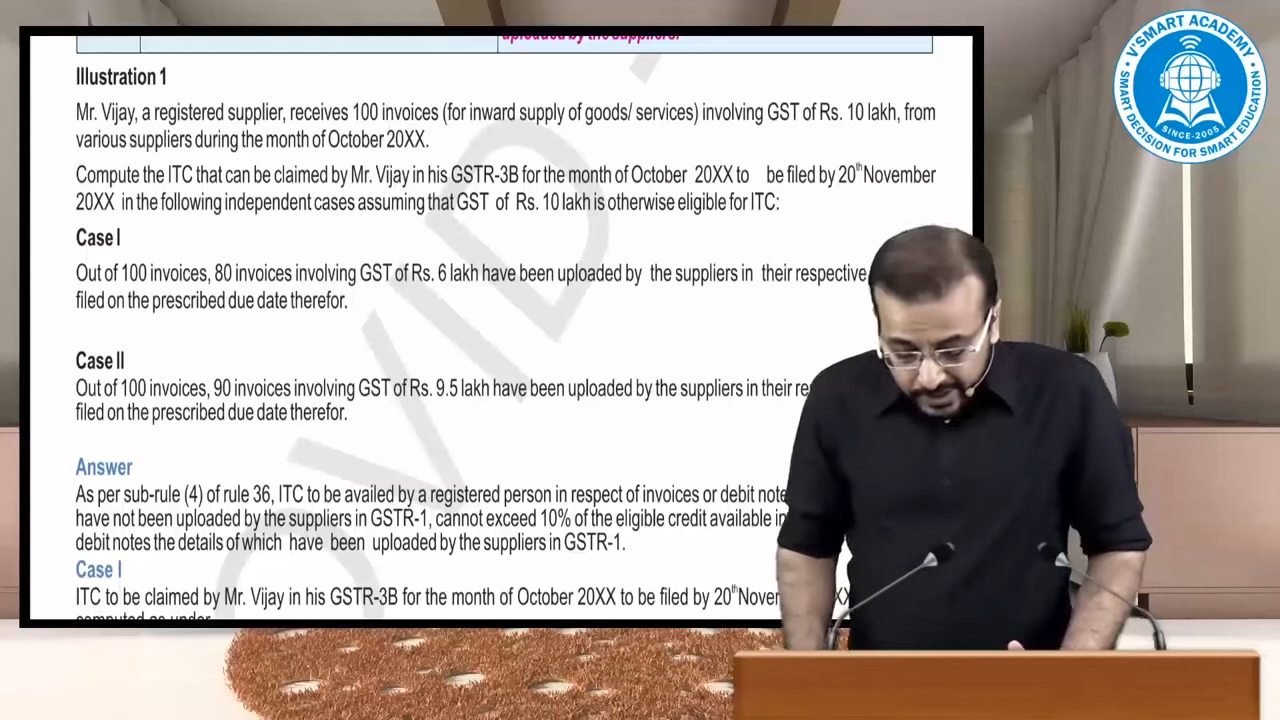 uploaded by the suppliers.
Illustration 1
Mr. Vijay, a registered supplier, receives 100 invoices (for inward supply of goods/ services) involving GST of Rs. 10 lakh, from
various suppliers during the month of October 20XX.
Compute the ITC that can be claimed by Mr. Vijay in his GSTR-3B for the month of October 20XX to be filed by 20th November
20XX in the following independent cases assuming that GST of Rs. 10 lakh is otherwise eligible for ITC:
Case I
Out of 100 invoices, 80 invoices involving GST of Rs. 6 lakh have been uploaded by the suppliers in their respective
filed on the prescribed due date therefor.
Case II
Out of 100 invoices, 90 invoices involving GST of Rs. 9.5 lakh have been uploaded by the suppliers in their
filed on the prescribed due date therefor.
Answer
As per sub-rule (4) of rule 36, ITC to be availed by a registered person in respect of invoices or debit
have not been uploaded by the suppliers in GSTR-1, cannot exceed 10% of the eligible credit available
debit notes the details of which have been uploaded by the suppliers in GSTR-1.
Case I
ITC to be claimed by Mr. Vijay in his GSTR-3B for the month of October 20XX to be filed by 20th
computed as under
V'SMART ACADEMY
SINCE-2005
SMART DECISION FOR SMART EDUCATION